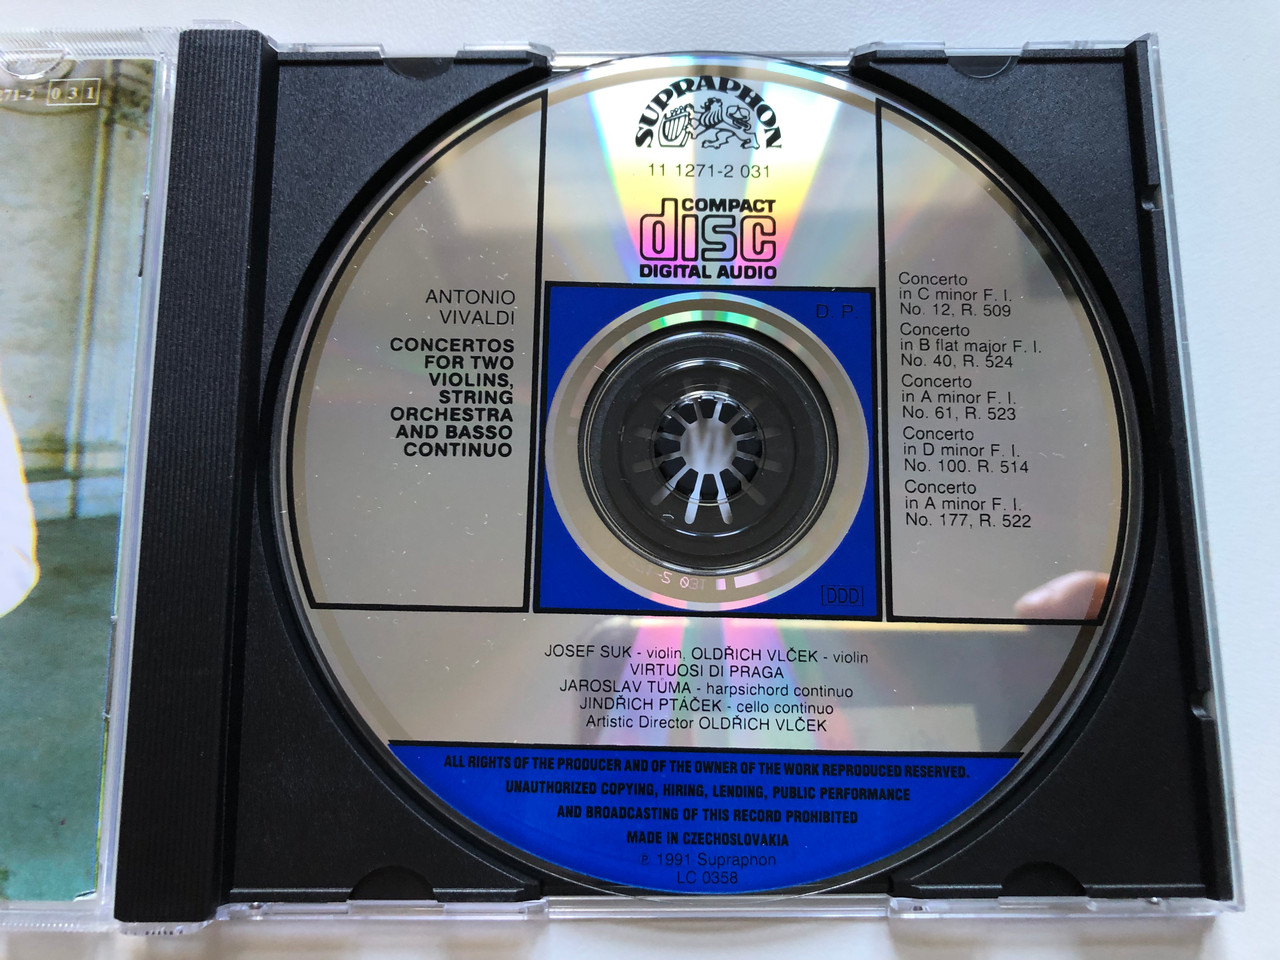 271-2 031
SUPRAPHON
11 1271-2 031
COMPACT
disc
DIGITAL AUDIO
ANTONIO
VIVALDI
CONCERTOS
FOR TWO
VIOLINS,
STRING
ORCHESTRA
AND BASSO
CONTINUO
D. P.
DDD
Concerto
in C minor F. I.
No. 12, R. 509
Concerto
in B flat major F. I.
No. 40, R. 524
Concerto
in A minor F. I.
No. 61, R. 523
Concerto
in D minor F. I.
No. 100. R. 514
Concerto
in A minor F. I.
No. 177, R. 522
JOSEF SUK - violin, OLDŘICH VLČEK - violin
VIRTUOSI DI PRAGA
JAROSLAV TŮMA - harpsichord continuo
JINDŘICH PTÁČEK - cello continuo
Artistic Director OLDŘICH VLČEK
ALL RIGHTS OF THE PRODUCER AND OF THE OWNER OF THE WORK REPRODUCED RESERVED.
UNAUTHORIZED COPYING, HIRING, LENDING, PUBLIC PERFORMANCE
AND BROADCASTING OF THIS RECORD PROHIBITED
MADE IN CZECHOSLOVAKIA
℗ 1991 Supraphon
LC 0358